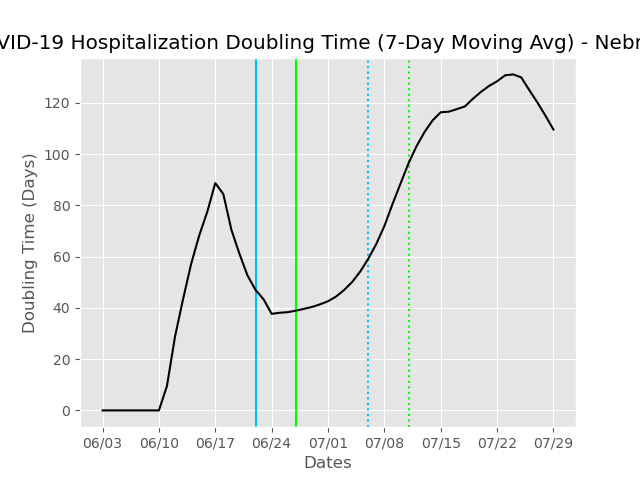 VID-19 Hospitalization Doubling Time (7-Day Moving Avg) - Nebr
120
100
80
60
40
20
0
Doubling Time (Days)
06/03 06/10 06/17 06/24 07/01 07/08 07/15 07/22 07/29
Dates